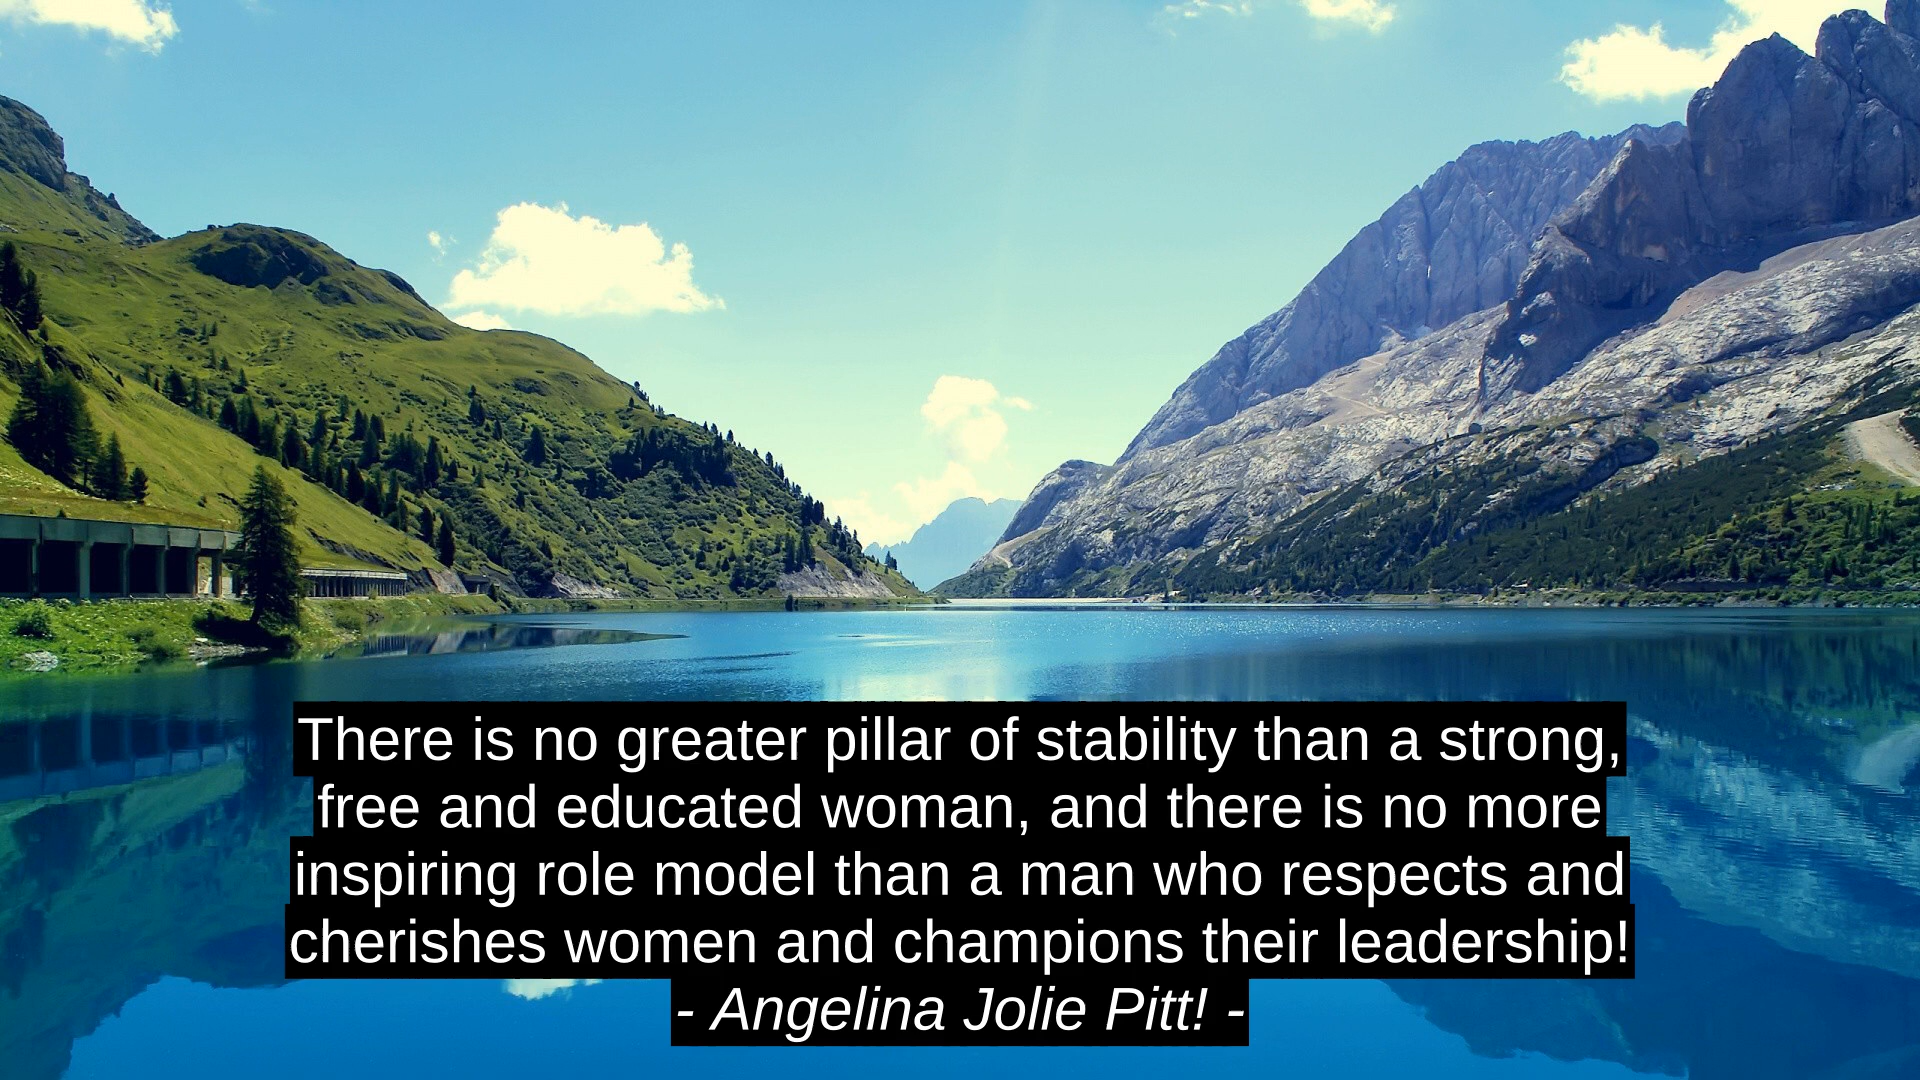 There is no greater pillar of stability than a strong,
free and educated woman, and there is no more
inspiring role model than a man who respects and
cherishes women and champions their leadership!
- Angelina Jolie Pitt! -